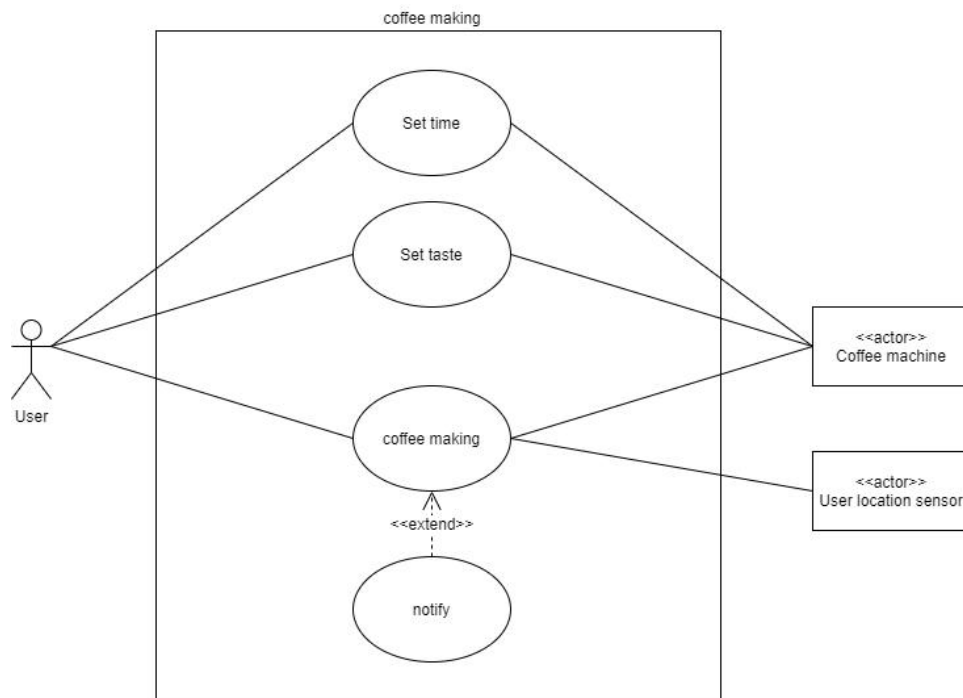 coffee making
Set time
Set taste
<<actor>>
Coffee machine
User
coffee making
<<actor>>
User location sensor
<<extend>>
notify